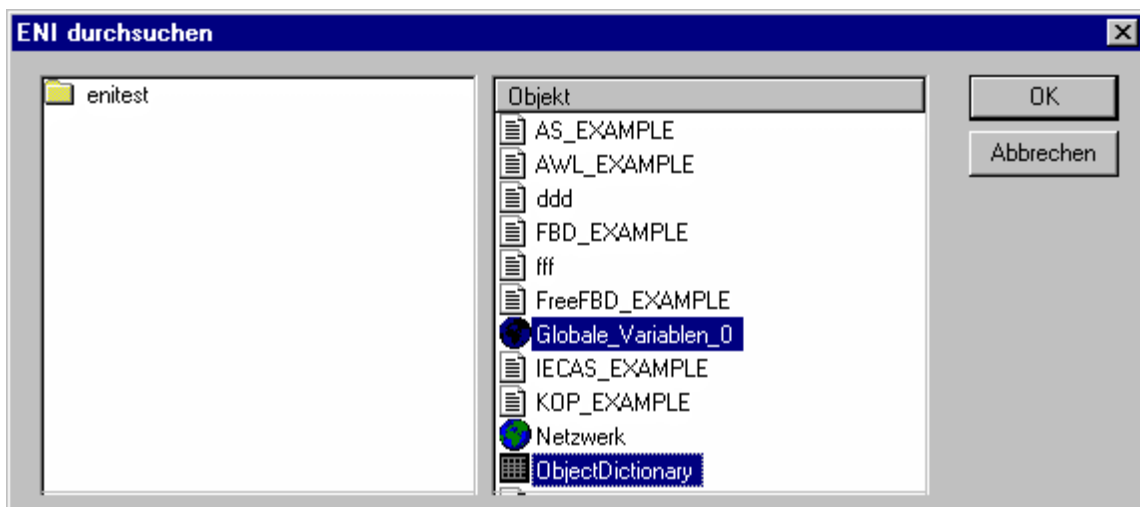 ENI durchsuchen
enitest
Objekt
AS_EXAMPLE
AWL_EXAMPLE
ddd
FBD_EXAMPLE
fff
FreeFBD_EXAMPLE
Globale_Variablen_0
IECAS_EXAMPLE
KOP_EXAMPLE
Netzwerk
ObjectDictionary
OK
Abbrechen